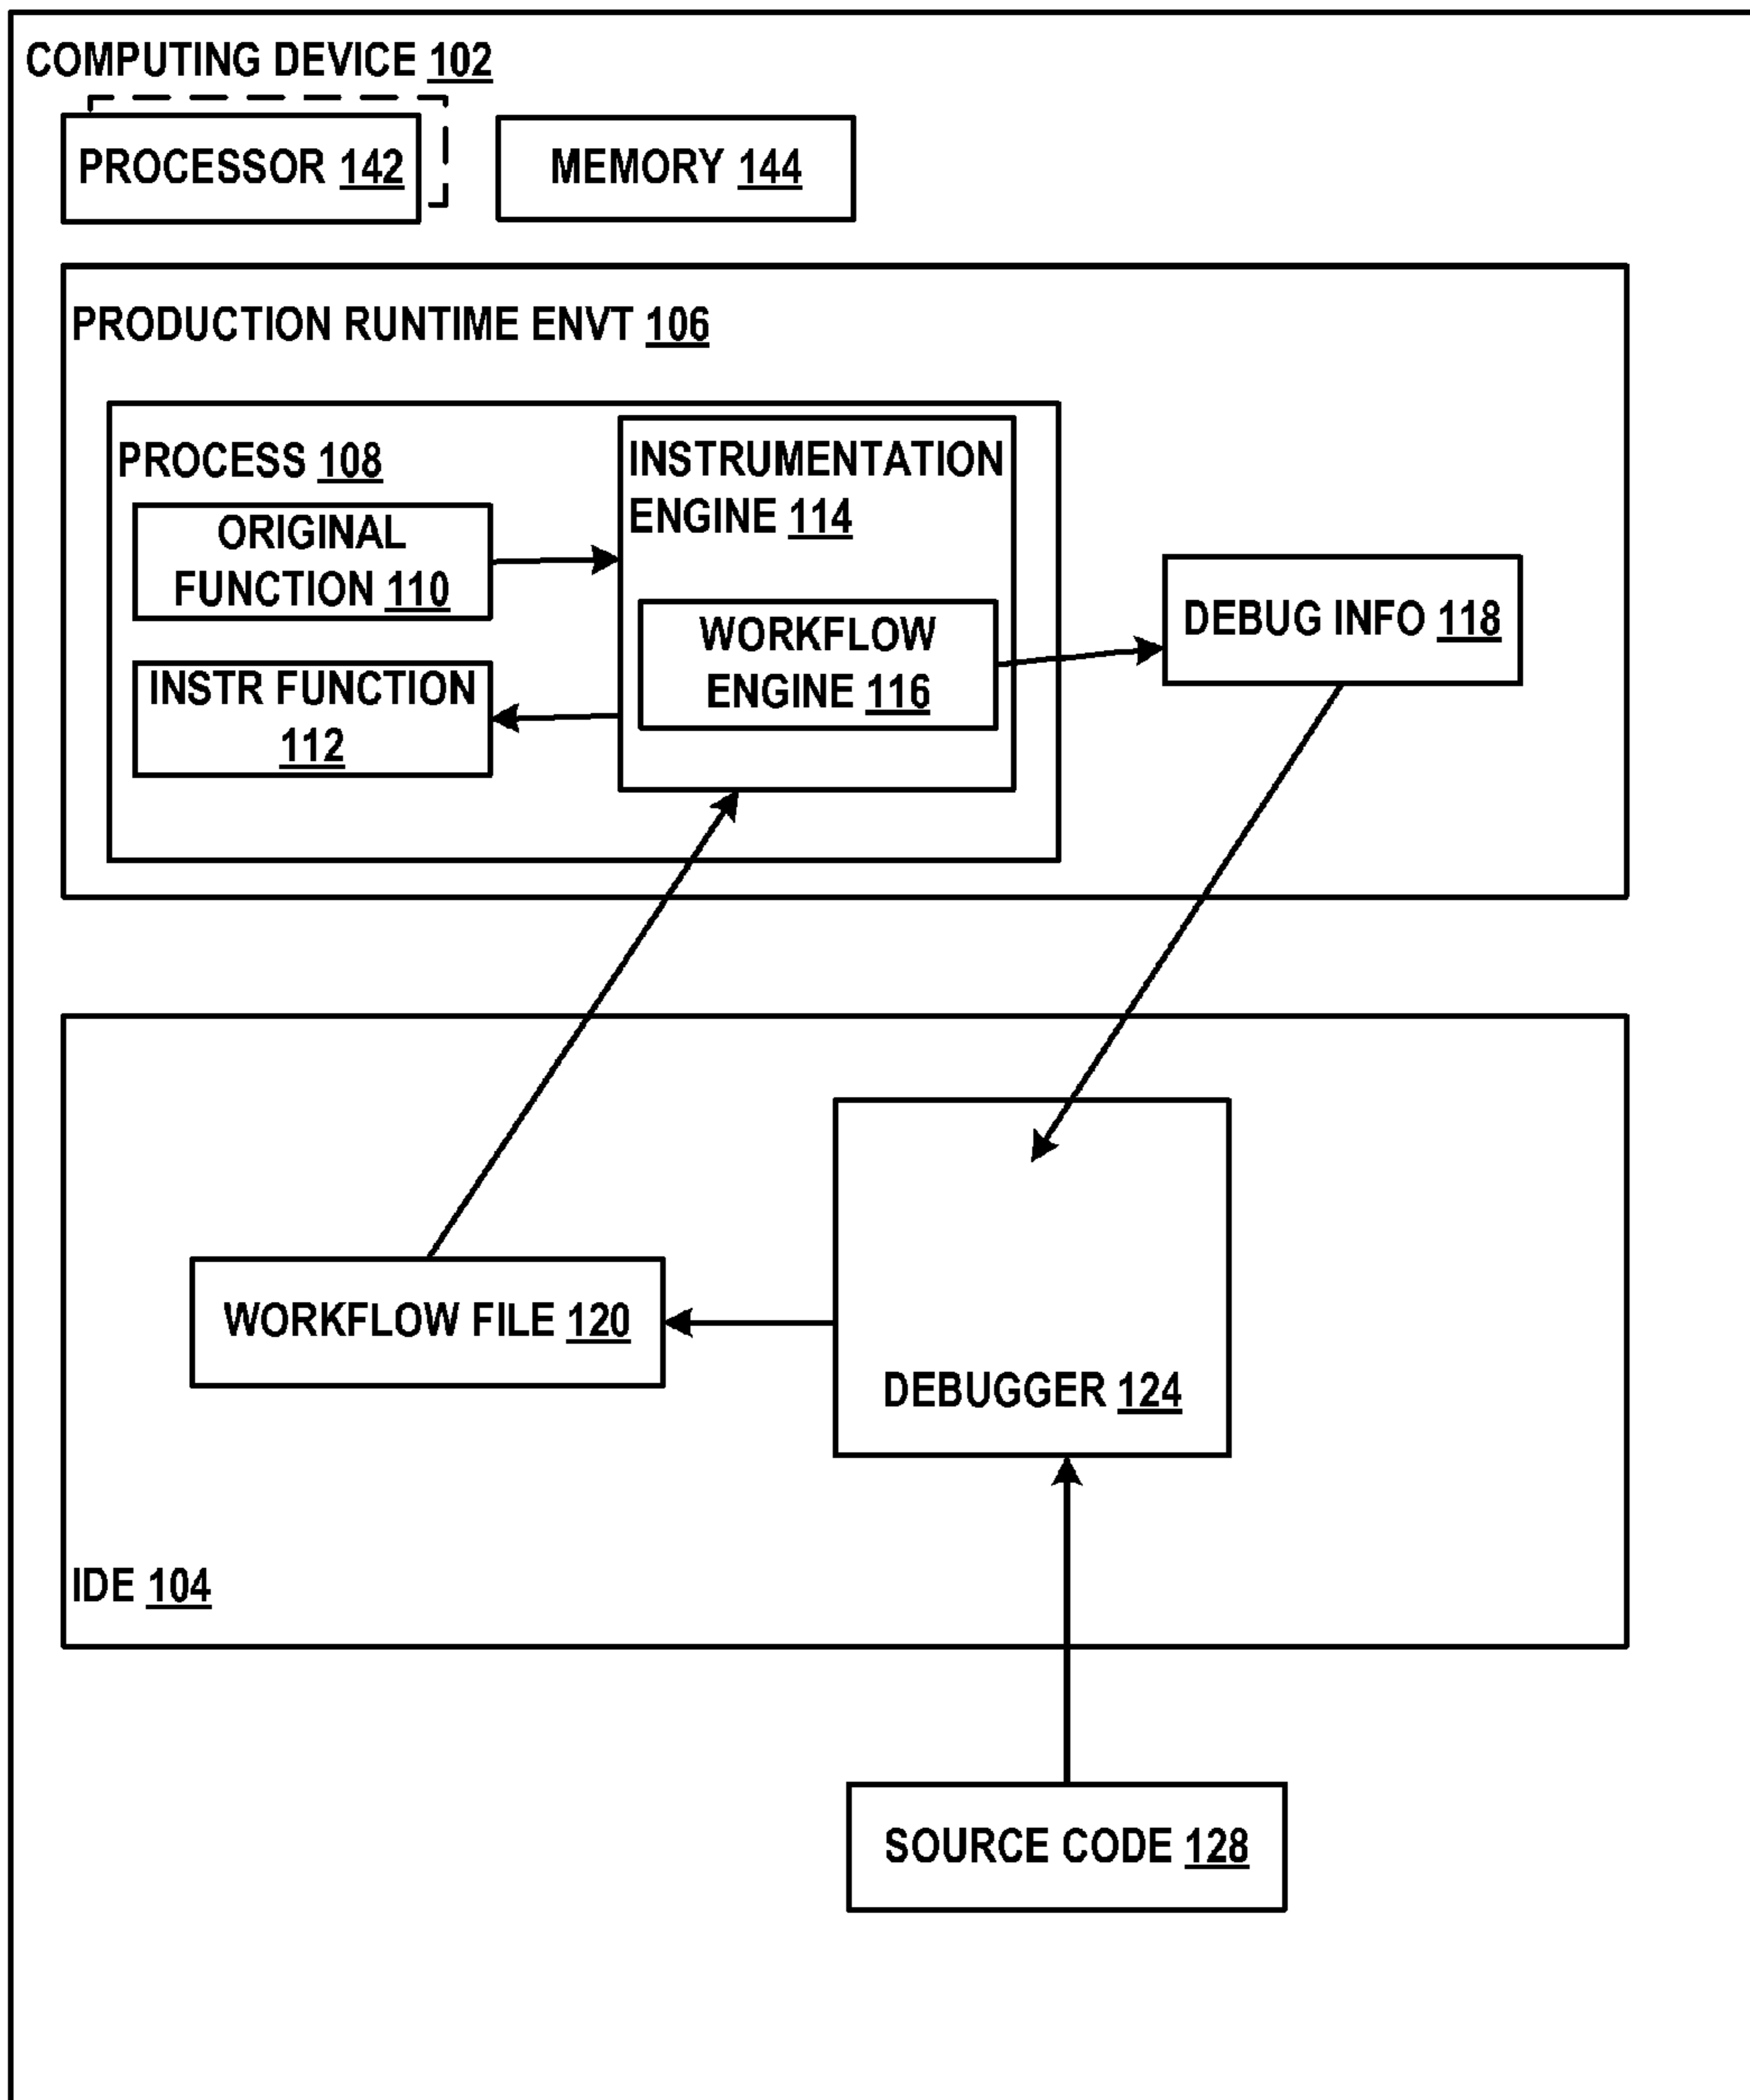 COMPUTING DEVICE 102
PROCESSOR 142
MEMORY 144
PRODUCTION RUNTIME ENVT 106
PROCESS 108
ORIGINAL
FUNCTION 110
INSTR FUNCTION
112
INSTRUMENTATION
ENGINE 114
WORKFLOW
ENGINE 116
DEBUG INFO 118
WORKFLOW FILE 120
DEBUGGER 124
IDE 104
SOURCE CODE 128